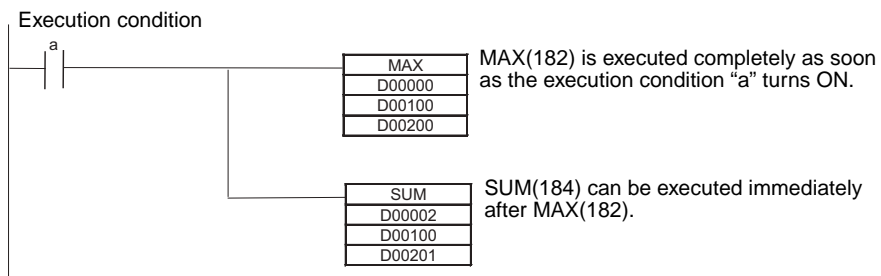 Execution condition
a
MAX
D00000
D00100
D00200
MAX(182) is executed completely as soon
as the execution condition “a” turns ON.
SUM
D00002
D00100
D00201
SUM(184) can be executed immediately
after MAX(182).